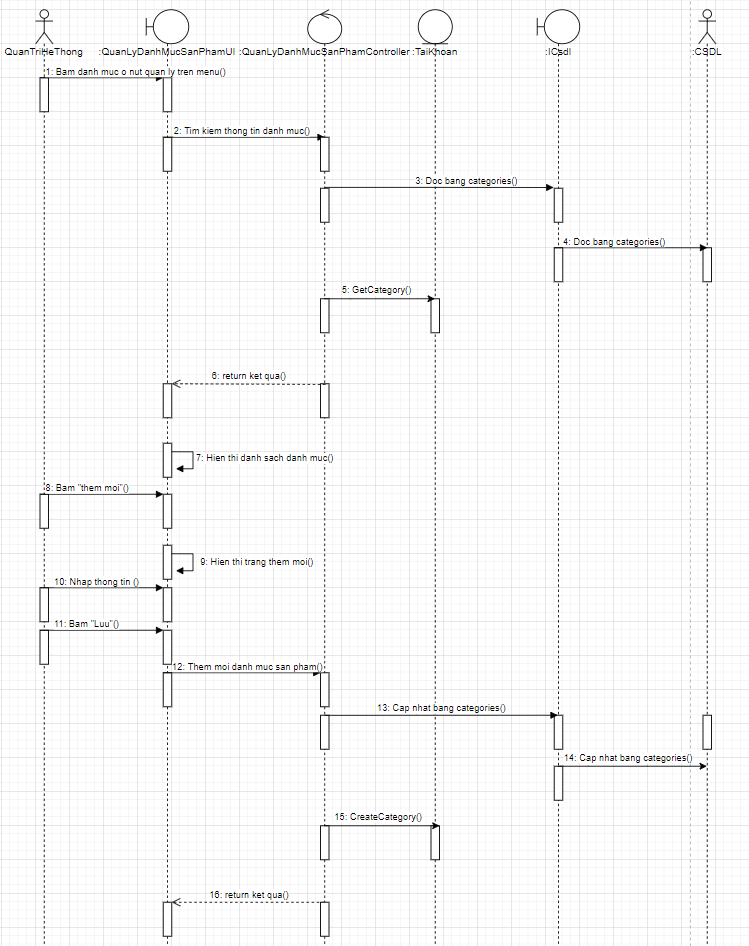 QuanTriHeThong :QuanLyDanhMucSanPhamUI :QuanLyDanhMucSanPhamController :TaiKhoan :ICsdl :CSDL
1: Bam danh muc o nut quan ly tren menu()
2: Tim kiem thong tin danh muc()
3: Doc bang categories()
4: Doc bang categories()
5: GetCategory()
6: return ket qua()
7: Hien thi danh sach danh muc()
8: Bam "them moi"()
9: Hien thi trang them moi()
10: Nhap thong tin ()
11: Bam "Luu"()
12: Them moi danh muc san pham()
13: Cap nhat bang categories()
14: Cap nhat bang categories()
15: CreateCategory()
16: return ket qua()